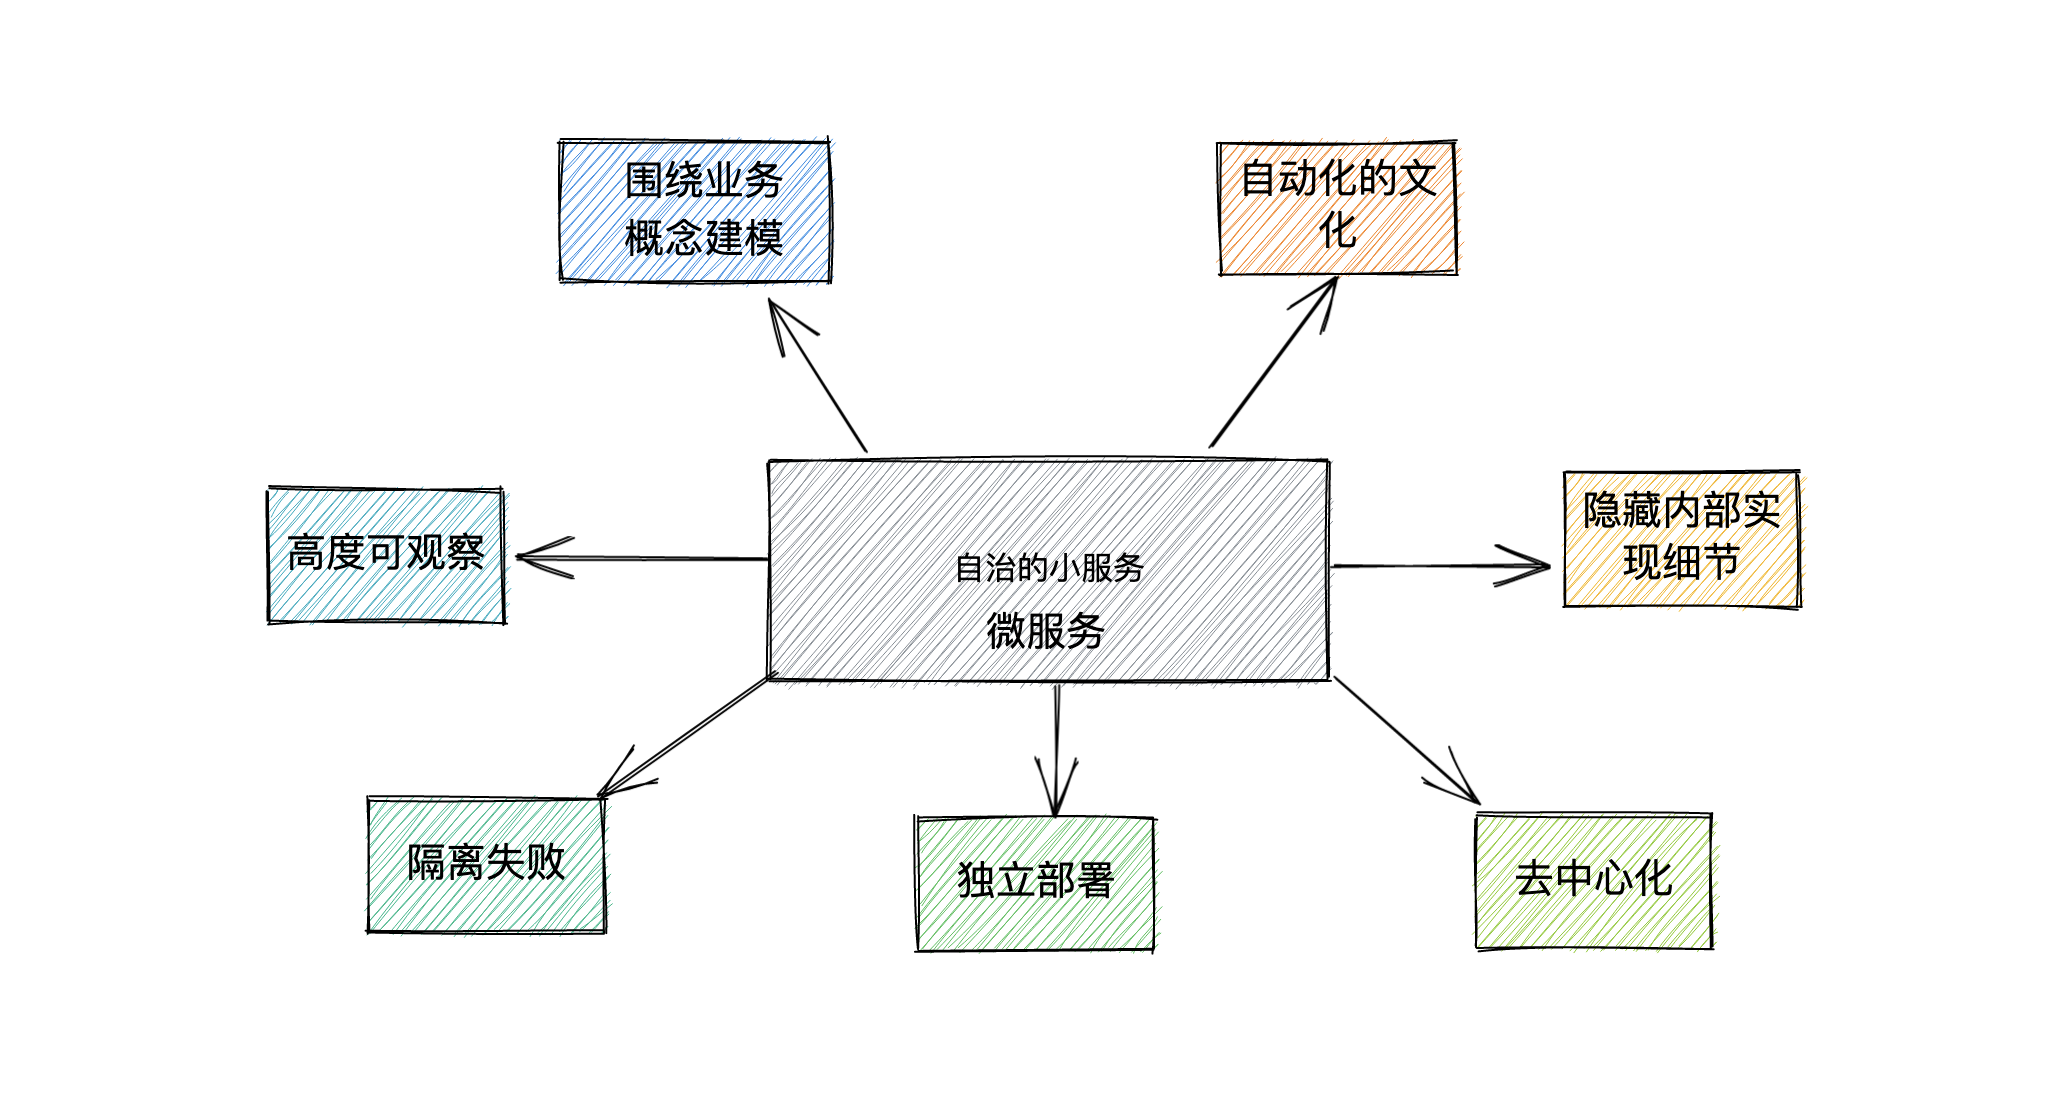 围绕业务
概念建模
自动化的文
化
高度可观察
自治的小服务
微服务
隐藏内部实
现细节
隔离失败
独立部署
去中心化